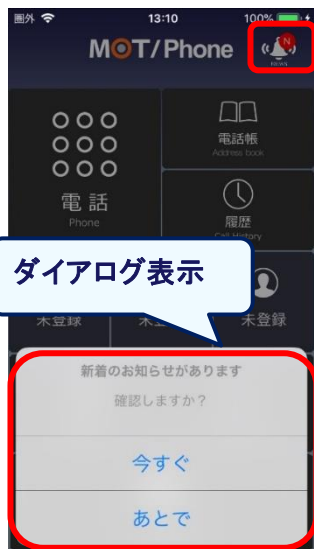 圏外 13:10 100%
MOT/Phone
N
NEWS
電話帳
Address book
電話
Phone
履歴
Call History
ダイアログ表示
未登録 未登録
新着のお知らせがあります
確認しますか？
今すぐ
あとで